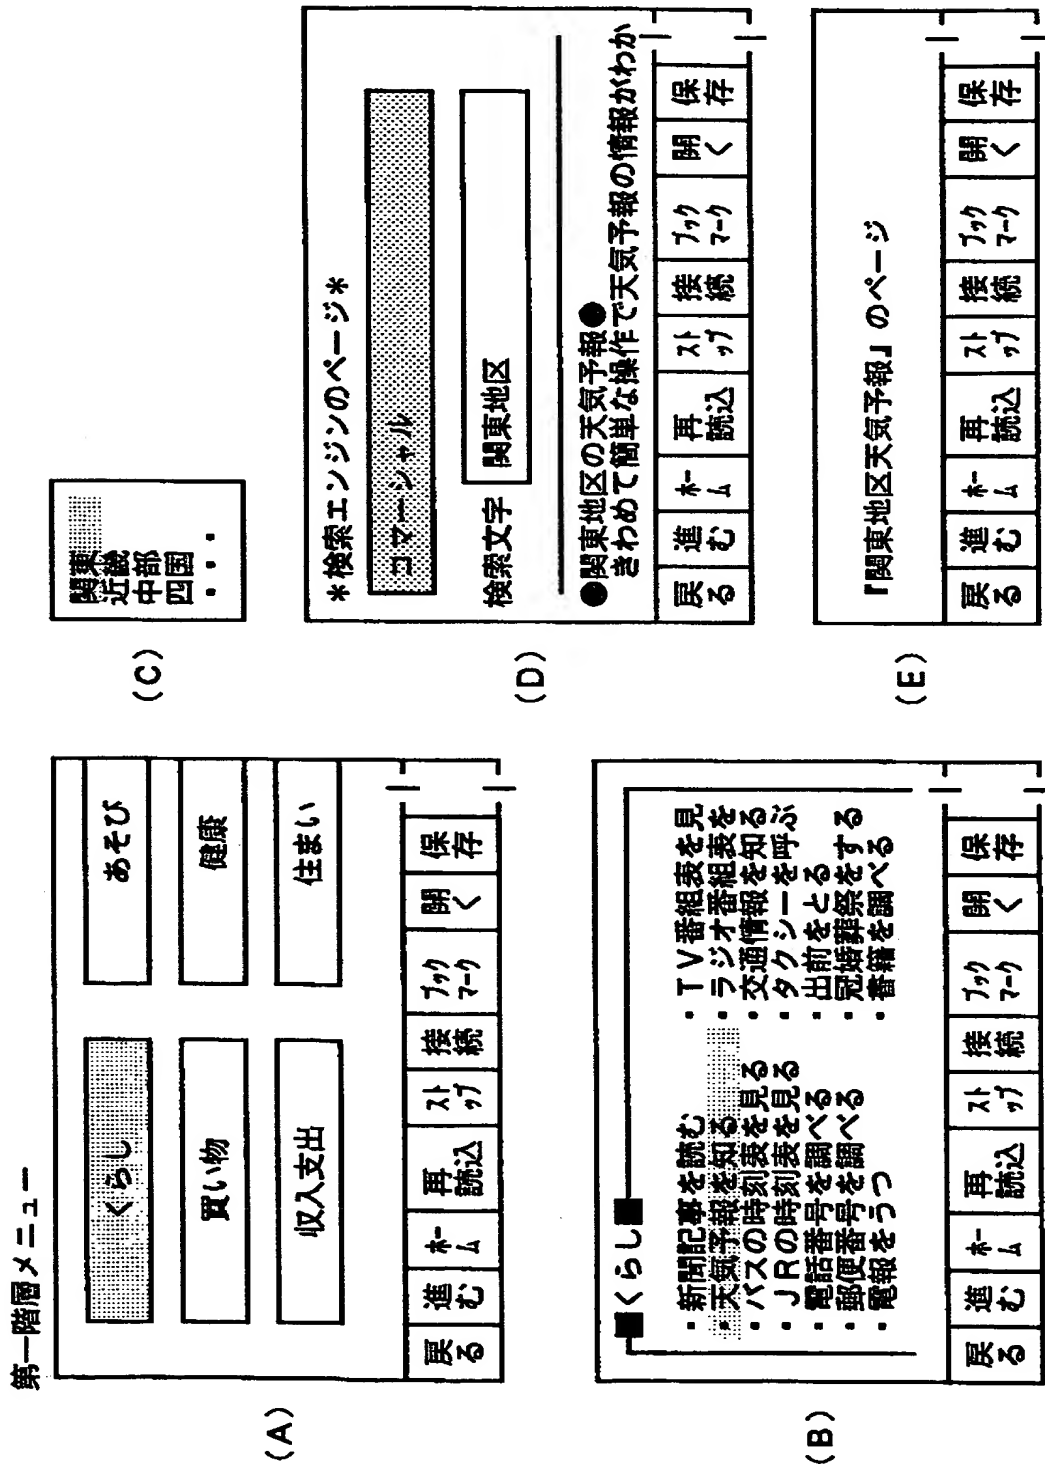 第一階層メニュー
(A)
くらし
あそび
買い物
健康
収入支出
住まい
戻る 進む ホーム 再読込 ストップ 接続 ブックマーク 開く 保存
(B)
■くらし■
・新聞記事を読む
・天気予報を知る
・バスの時刻表を見る
・JRの時刻表を見る
・電話番号を調べる
・郵便番号を調べる
・電報をうつ
・TV番組表を見
・ラジオ番組表を
・交通情報を知る
・タクシーを呼ぶ
・出前をとる
・冠婚葬祭をする
・書籍を調べる
戻る 進む ホーム 再読込 ストップ 接続 ブックマーク 開く 保存
(C)
関東
近畿
中部
四国
・・・
(D)
*検索エンジンのページ*
コマーシャル
検索文字 関東地区
●関東地区の天気予報●
きわめて簡単な操作で天気予報の情報がわか
戻る 進む ホーム 再読込 ストップ 接続 ブックマーク 開く 保存
(E)
『関東地区天気予報』のページ
戻る 進む ホーム 再読込 ストップ 接続 ブックマーク 開く 保存